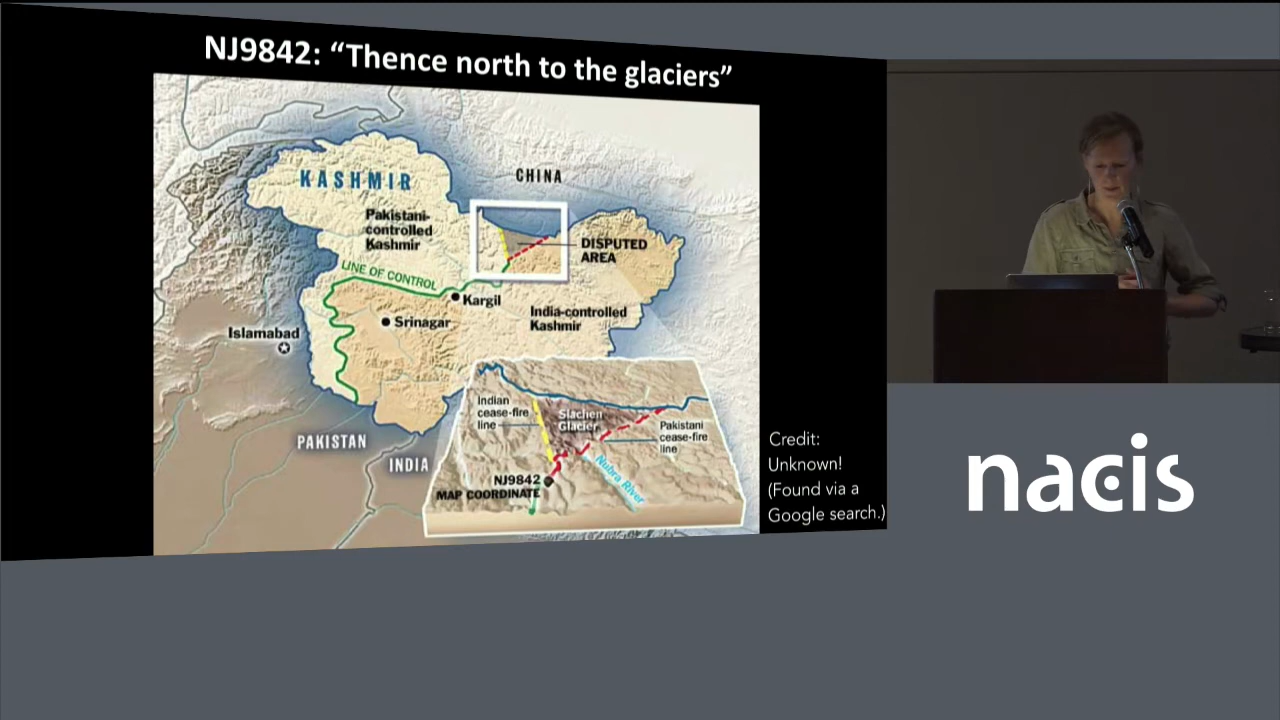 NJ9842: “Thence north to the glaciers”
KASHMIR
CHINA
Pakistani-
controlled
Kashmir
DISPUTED
AREA
LINE OF CONTROL
Kargil
India-controlled
Kashmir
Srinagar
Islamabad
Indian
cease-fire
line
Siachen
Glacier
Pakistani
cease-fire
line
Nubra River
NJ9842
MAP COORDINATE
PAKISTAN
INDIA
Credit:
Unknown!
(Found via a
Google search.)
nacis